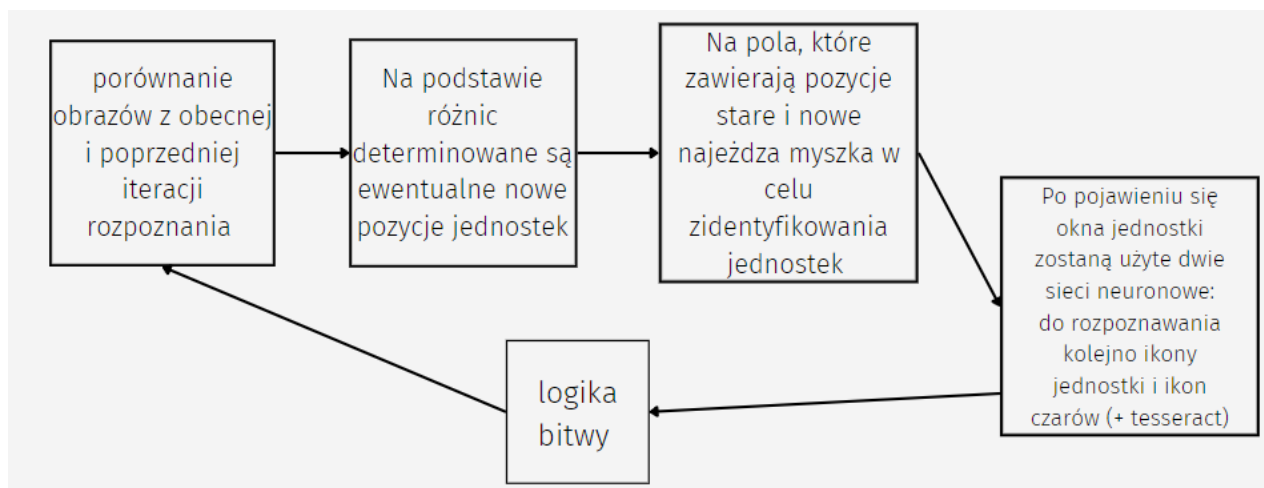 porównanie
obrazów z obecnej
i poprzedniej
iteracji
rozpoznania
Na podstawie
różnic
determinowane są
ewentualne nowe
pozycje jednostek
Na pola, które
zawierają pozycje
stare i nowe
najeżdza myszka w
celu
zidentyfikowania
jednostek
Po pojawieniu się
okna jednostki
zostaną użyte dwie
sieci neuronowe:
do rozpoznawania
kolejno ikony
jednostki i ikon
czarów (+ tesseract)
logika
bitwy